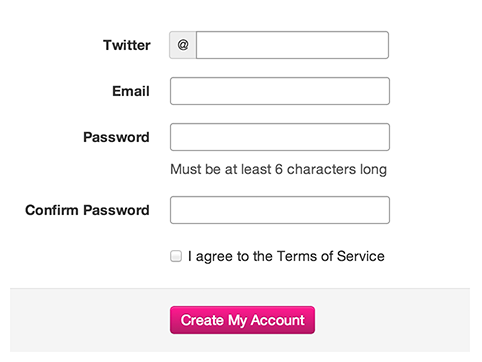 Twitter @
Email
Password
Must be at least 6 characters long
Confirm Password
I agree to the Terms of Service
Create My Account